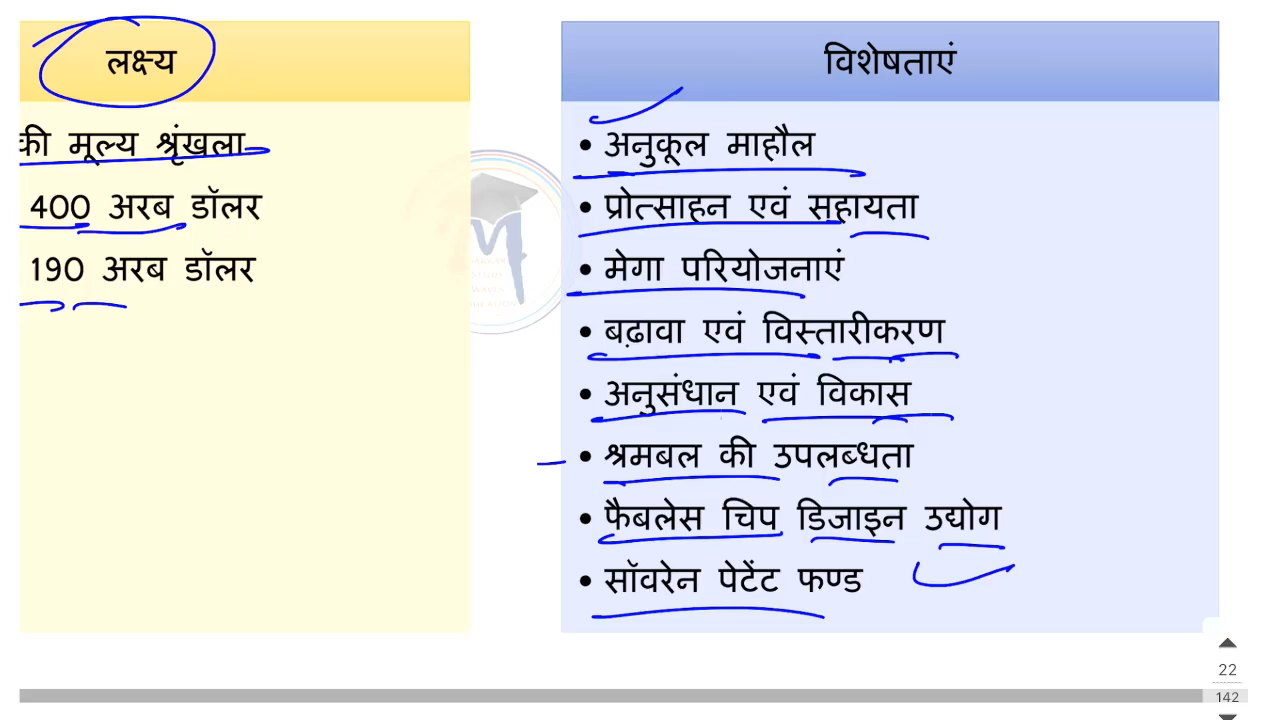 लक्ष्य
की मूल्य श्रृंखला
400 अरब डॉलर
190 अरब डॉलर
विशेषताएं
• अनुकूल माहौल
• प्रोत्साहन एवं सहायता
• मेगा परियोजनाएं
• बढ़ावा एवं विस्तारीकरण
• अनुसंधान एवं विकास
• श्रमबल की उपलब्धता
• फैबलेस चिप डिजाइन उद्योग
• सॉवरेन पेटेंट फण्ड
22
142